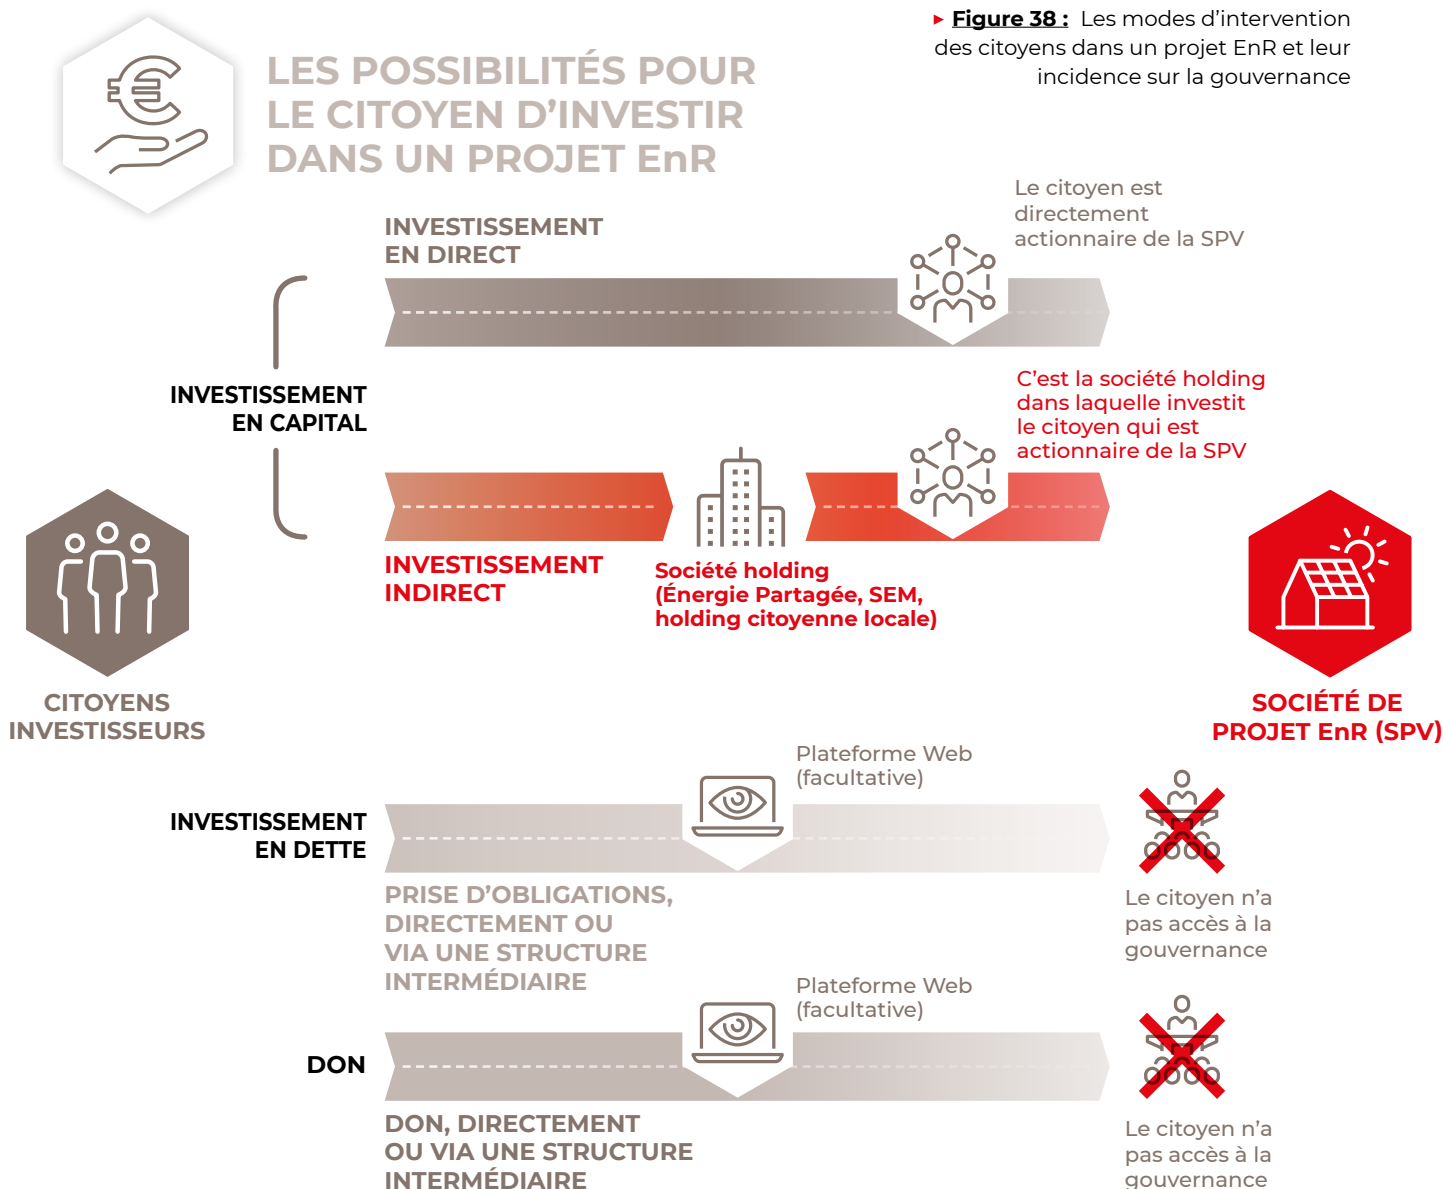 ► Figure 38 : Les modes d’intervention
des citoyens dans un projet EnR et leur
incidence sur la gouvernance
LES POSSIBILITÉS POUR
LE CITOYEN D’INVESTIR
DANS UN PROJET EnR
Le citoyen est
directement
actionnaire de la SPV
INVESTISSEMENT
EN DIRECT
INVESTISSEMENT
EN CAPITAL
C’est la société holding
dans laquelle investit
le citoyen qui est
actionnaire de la SPV
INVESTISSEMENT
INDIRECT
Société holding
(Énergie Partagée, SEM,
holding citoyenne locale)
CITOYENS
INVESTISSEURS
SOCIÉTÉ DE
PROJET EnR (SPV)
Plateforme Web
(facultative)
INVESTISSEMENT
EN DETTE
PRISE D’OBLIGATIONS,
DIRECTEMENT OU
VIA UNE STRUCTURE
INTERMÉDIAIRE
Le citoyen n’a
pas accès à la
gouvernance
Plateforme Web
(facultative)
DON
DON, DIRECTEMENT
OU VIA UNE STRUCTURE
INTERMÉDIAIRE
Le citoyen n’a
pas accès à la
gouvernance